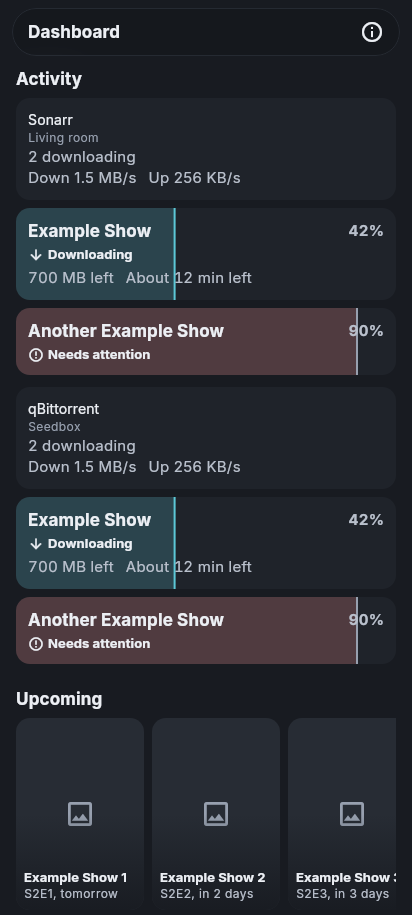 Dashboard
Activity
Sonarr
Living room
2 downloading
Down 1.5 MB/s Up 256 KB/s
Example Show 42%
Downloading
700 MB left About 12 min left
Another Example Show 90%
Needs attention
qBittorrent
Seedbox
2 downloading
Down 1.5 MB/s Up 256 KB/s
Example Show 42%
Downloading
700 MB left About 12 min left
Another Example Show 90%
Needs attention
Upcoming
Example Show 1
S2E1, tomorrow
Example Show 2
S2E2, in 2 days
Example Show
S2E3, in 3 days